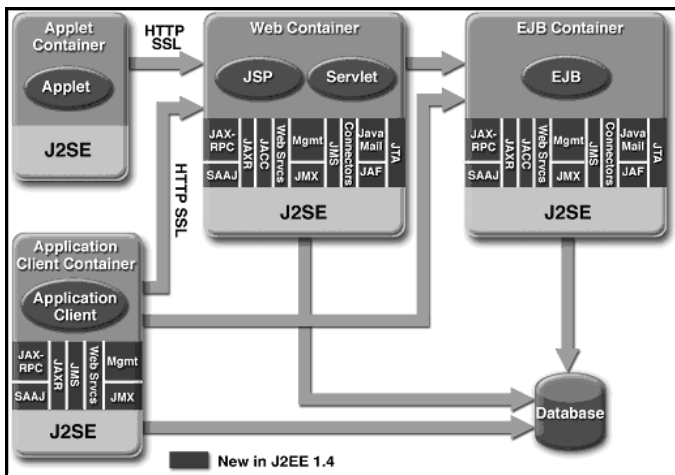 Applet
Container
Applet
J2SE
HTTP
SSL
Web Container
JSP
Servlet
JAX-
RPC
SAAJ
JAXR
JACC
Web Srvcs
Mgmt
JMX
JMS
Connectors
Java
Mail
JAF
JTA
J2SE
EJB Container
EJB
JAX-
RPC
SAAJ
JAXR
JACC
Web Srvcs
Mgmt
JMX
JMS
Connectors
Java
Mail
JAF
JTA
J2SE
HTTP SSL
Application
Client Container
Application
Client
JAX-
RPC
SAAJ
JAXR
JMS
Web Srvcs
Mgmt
JMX
J2SE
Database
New in J2EE 1.4